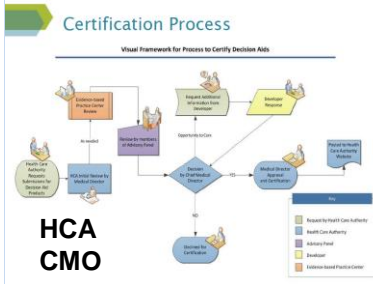 Certification Process
Visual Framework for Process to Certify Decision Aids
Evidence-based
Practice Center
Review
Request Additional
Information from
Developer
Developer
Response
Review by members
of Advisory Panel
Opportunity to Cure
As needed
Posted to Health
Care Authority
Website
Health Care
Authority
Requests
Submissions for
Decision Aid
Products
HCA Initial Review by
Medical Director
Decision
by Chief Medical
Director
YES
Medical Director
Approval
and Certification
NO
Declined for
Certification
HCA
CMO
Key
Request by Health Care Authority
Health Care Authority
Advisory Panel
Developer
Evidence-based Practice Center